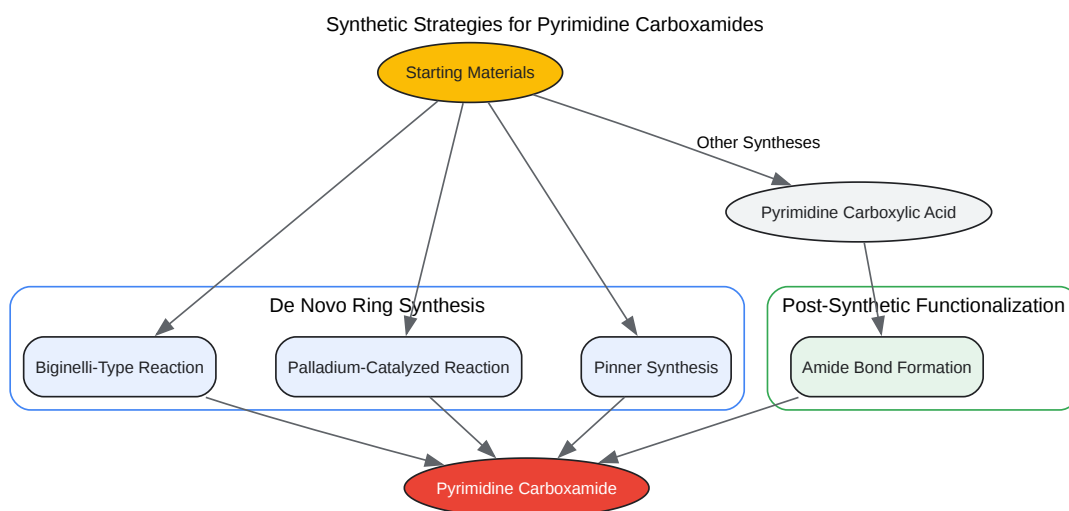 Synthetic Strategies for Pyrimidine Carboxamides
Starting Materials
Other Syntheses
Pyrimidine Carboxylic Acid
De Novo Ring Synthesis
Post-Synthetic Functionalization
Biginelli-Type Reaction
Palladium-Catalyzed Reaction
Pinner Synthesis
Amide Bond Formation
Pyrimidine Carboxamide